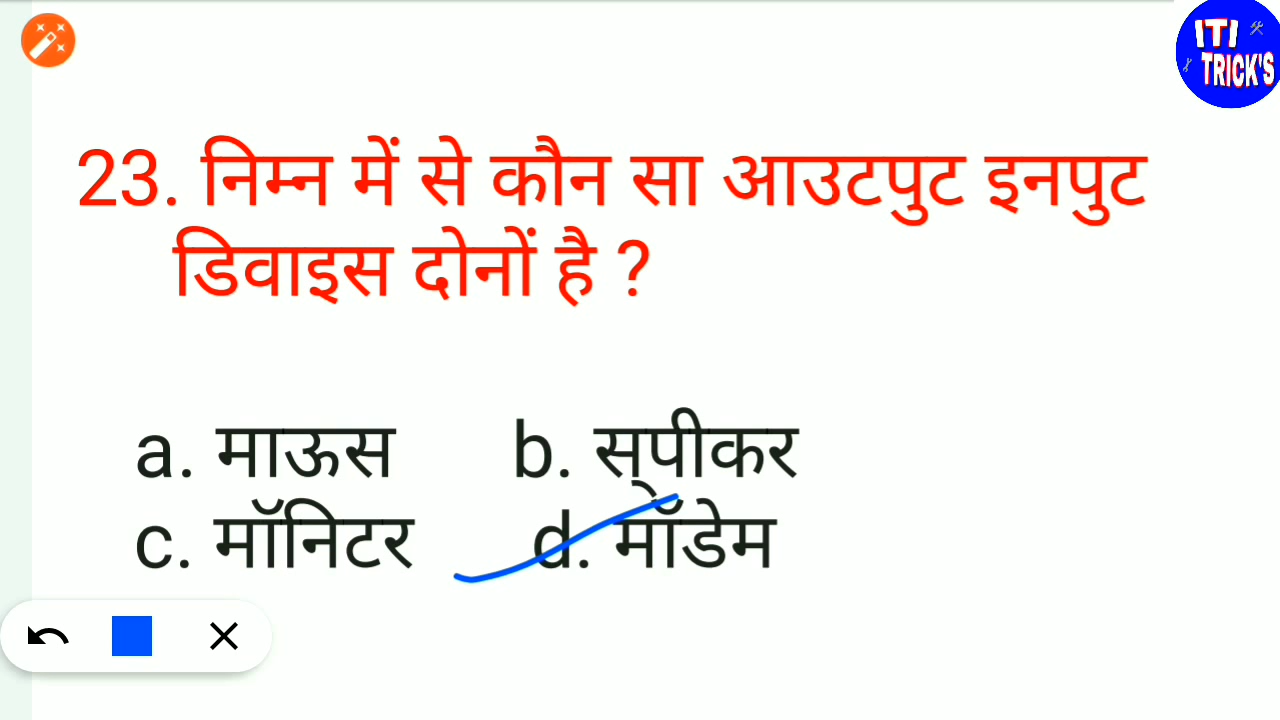 ITI
TRICK'S
23. निम्न में से कौन सा आउटपुट इनपुट
डिवाइस दोनों है ?
a. माऊस b. स्पीकर
c. मॉनिटर d. मॉडेम